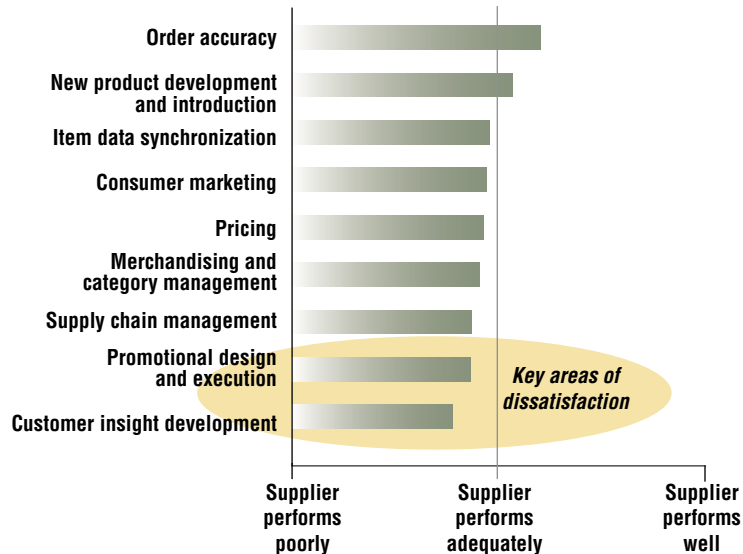 Order accuracy
New product development
and introduction
Item data synchronization
Consumer marketing
Pricing
Merchandising and
category management
Supply chain management
Promotional design
and execution
Key areas of
dissatisfaction
Customer insight development
Supplier
performs
poorly
Supplier
performs
adequately
Supplier
performs
well